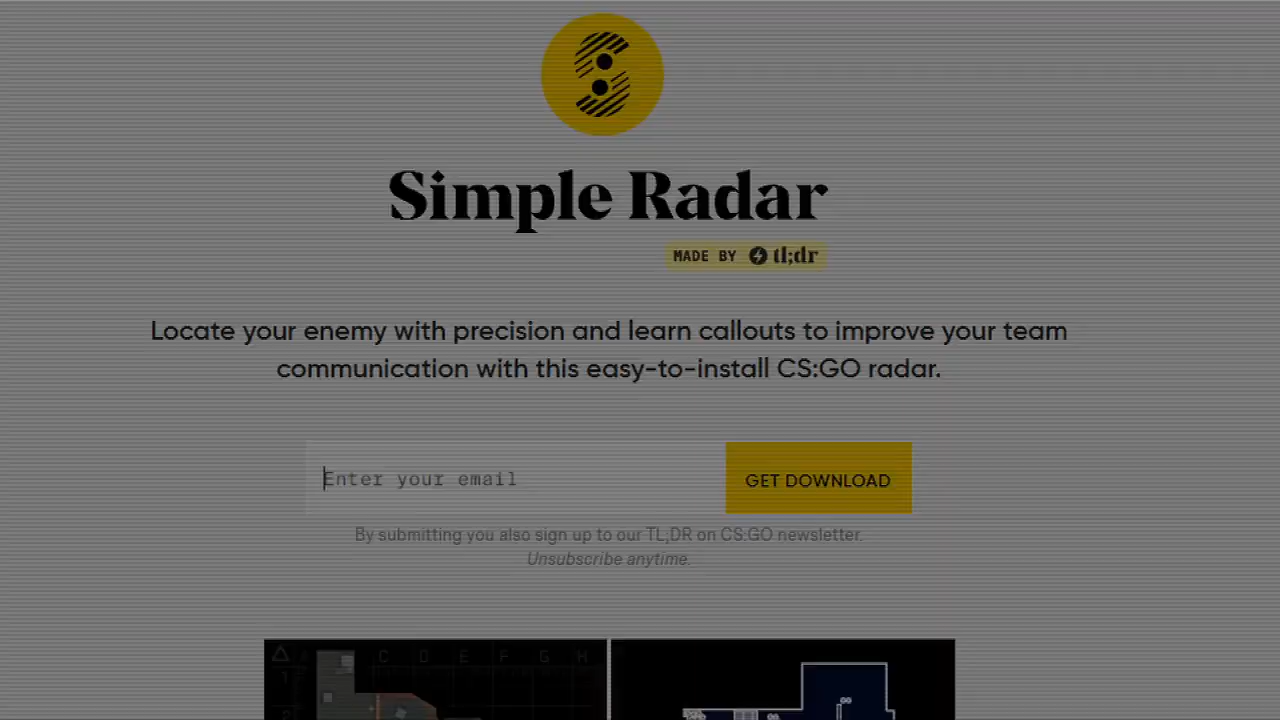 S
Simple Radar
MADE BY tl;dr
Locate your enemy with precision and learn callouts to improve your team
communication with this easy-to-install CS:GO radar.
Enter your email
GET DOWNLOAD
By submitting you also sign up to our TL;DR on CS:GO newsletter.
Unsubscribe anytime.
A C D E F G H
1
2